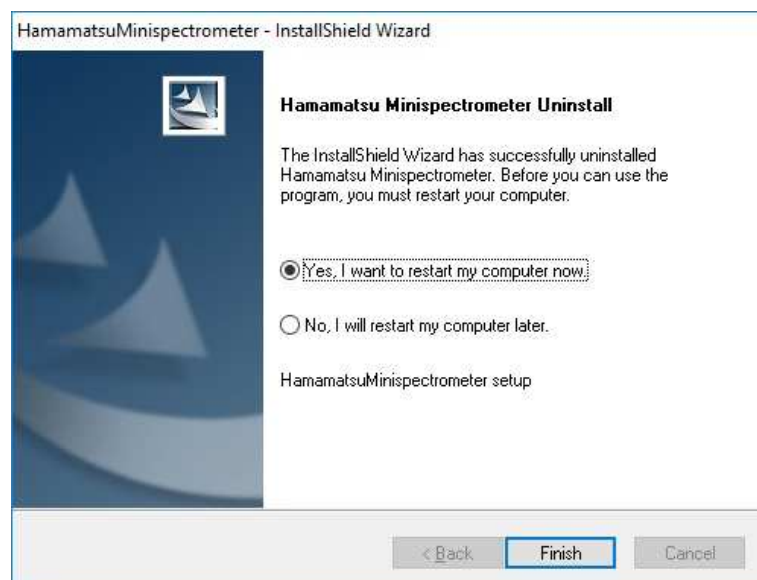 HamamatsuMinispectrometer - InstallShield Wizard
Hamamatsu Minispectrometer Uninstall
The InstallShield Wizard has successfully uninstalled
Hamamatsu Minispectrometer. Before you can use the
program, you must restart your computer.
Yes, I want to restart my computer now.
No, I will restart my computer later.
HamamatsuMinispectrometer setup
< Back
Finish
Cancel